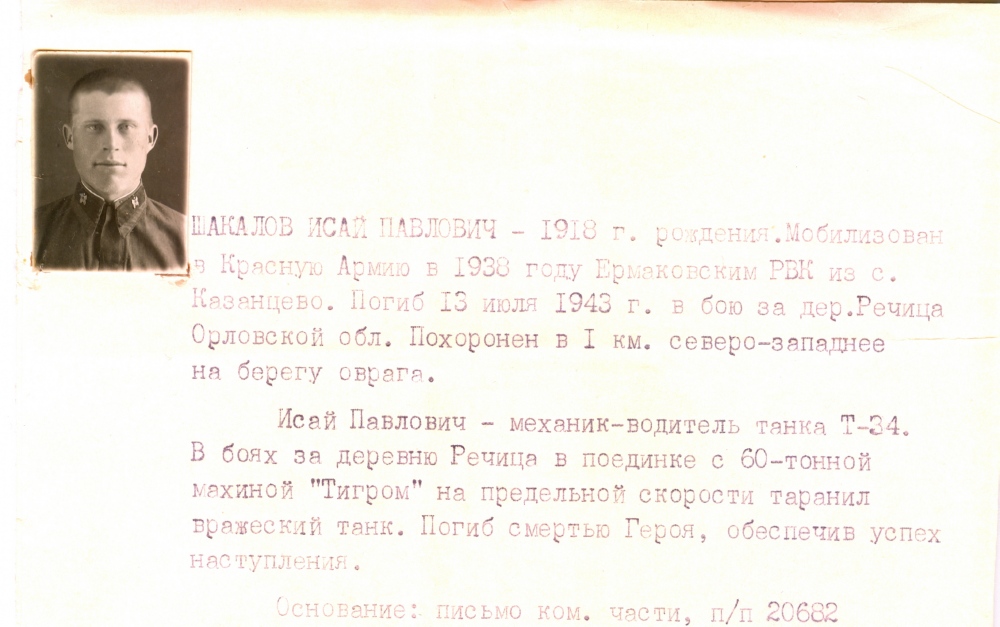 ШАКАЛОВ ИСАЙ ПАВЛОВИЧ - 1918 г. рождения.Мобилизован
в Красную Армию в 1938 году Ермаковским РВК из с.
Казанцево. Погиб 13 июля 1943 г. в бою за дер.Речица
Орловской обл. Похоронен в I км. северо-западнее
на берегу оврага.
Исай Павлович - механик-водитель танка Т-34.
В боях за деревню Речица в поединке с 60-тонной
махиной "Тигром" на предельной скорости таранил
вражеский танк. Погиб смертью Героя, обеспечив успех
наступления.
Основание: письмо ком. части, п/п 20682